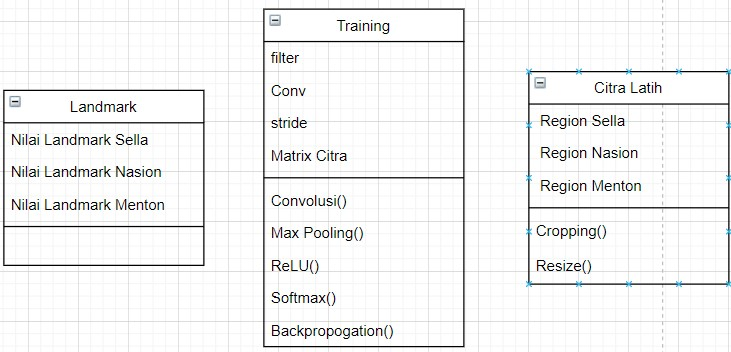 Landmark
Nilai Landmark Sella
Nilai Landmark Nasion
Nilai Landmark Menton
Training
filter
Conv
stride
Matrix Citra
Convolusi()
Max Pooling()
ReLU()
Softmax()
Backpropogation()
Citra Latih
Region Sella
Region Nasion
Region Menton
Cropping()
Resize()